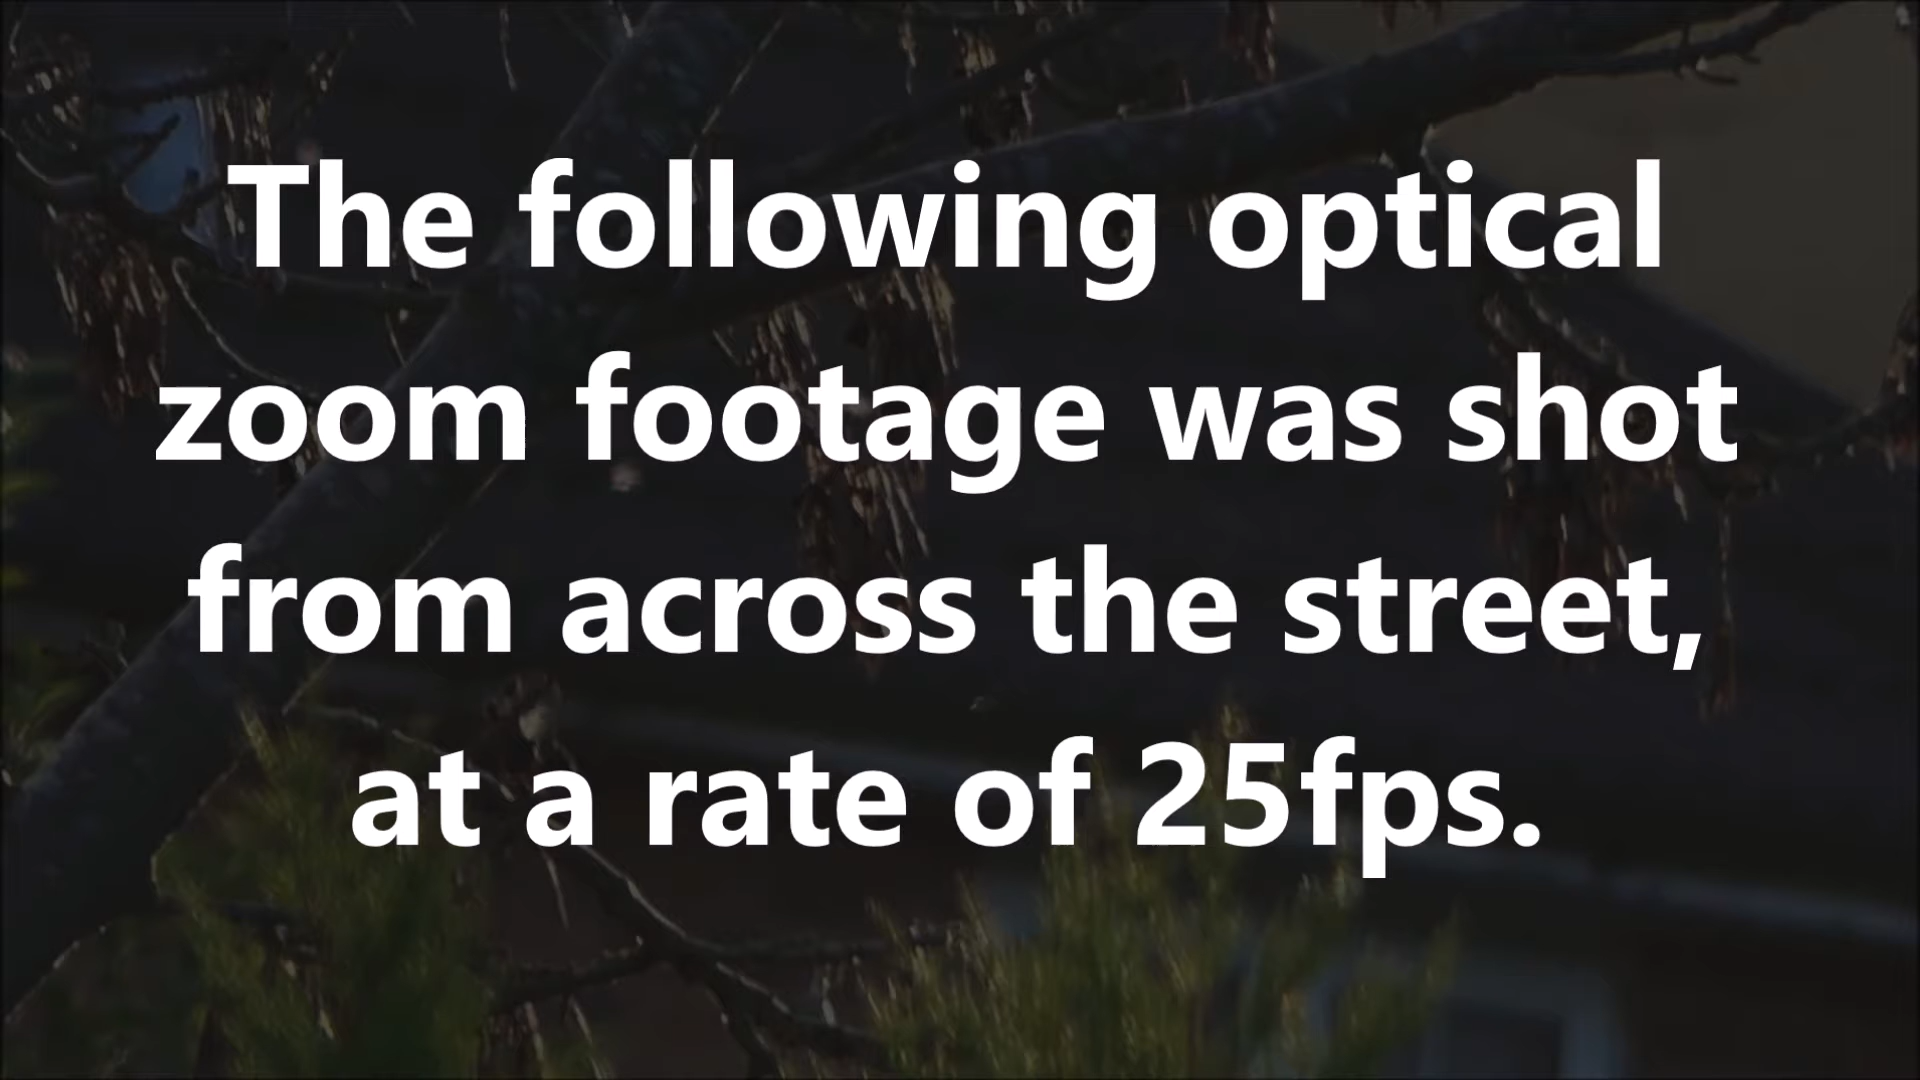 The following optical
zoom footage was shot
from across the street,
at a rate of 25fps.